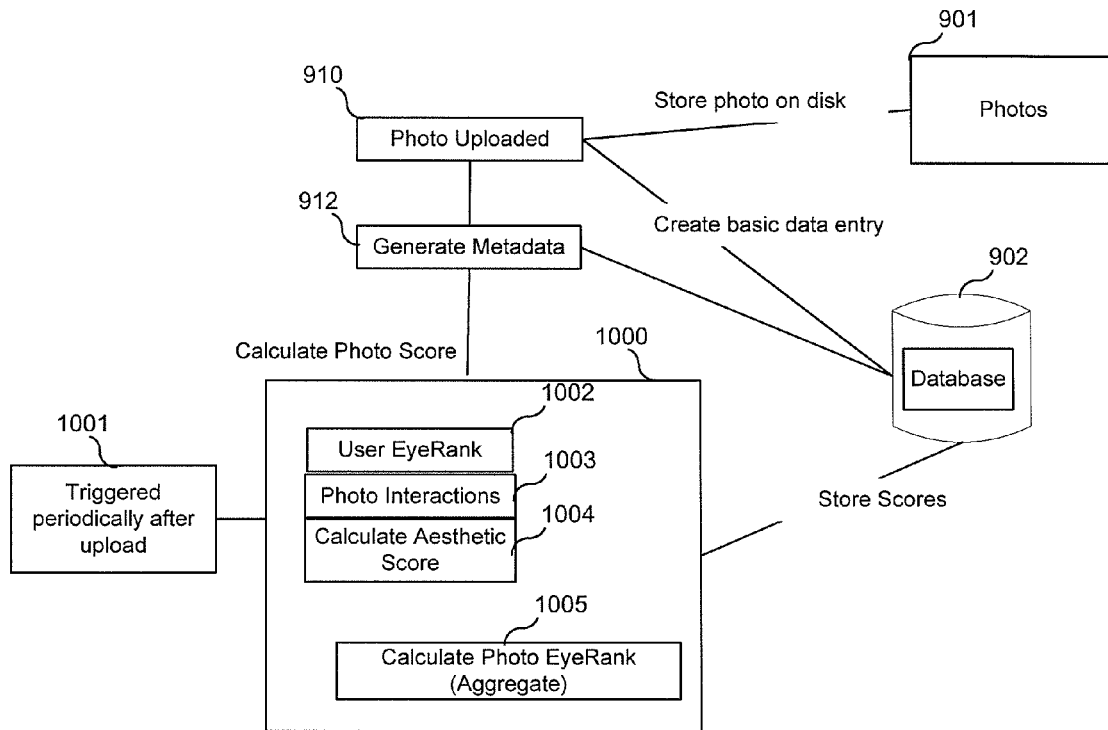 901
910
Store photo on disk
Photos
Photo Uploaded
912
Create basic data entry
Generate Metadata
902
Calculate Photo Score
1000
Database
1002
1001
User EyeRank
1003
Triggered
periodically after
upload
Photo Interactions
Store Scores
1004
Calculate Aesthetic
Score
1005
Calculate Photo EyeRank
(Aggregate)